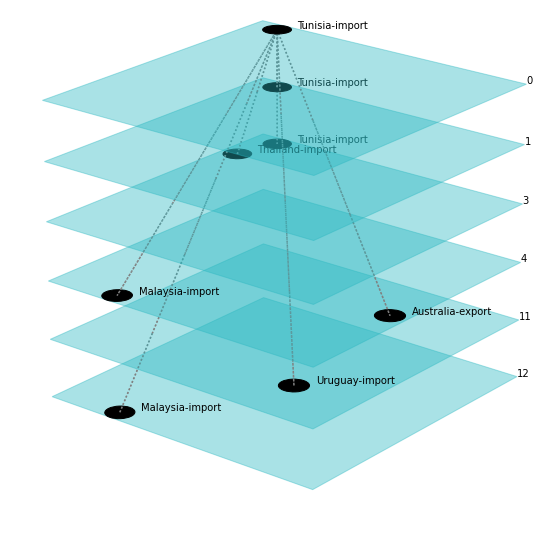 Tunisia-import
0
Tunisia-import
1
Tunisia-import
Thailand-import
3
4
Malaysia-import
Australia-export
11
12
Uruguay-import
Malaysia-import